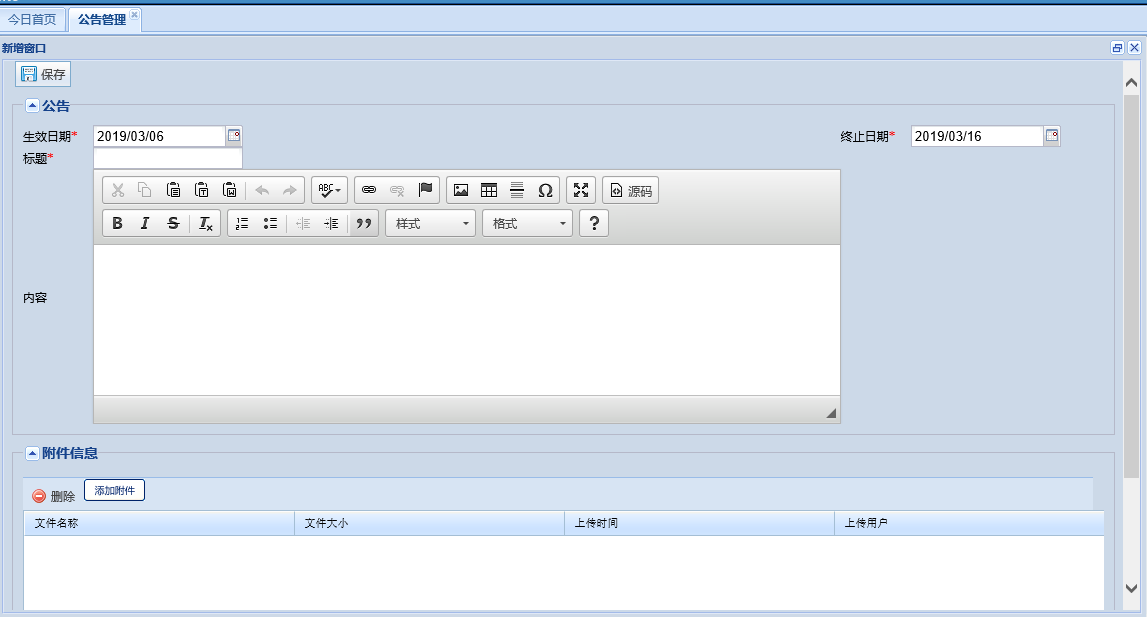 今日首页 公告管理
新增窗口
保存
公告
生效日期* 2019/03/06 终止日期* 2019/03/16
标题*
ABC Ω 源码
B I S Ix 样式 格式 ?
内容
附件信息
删除 添加附件
文件名称 文件大小 上传时间 上传用户